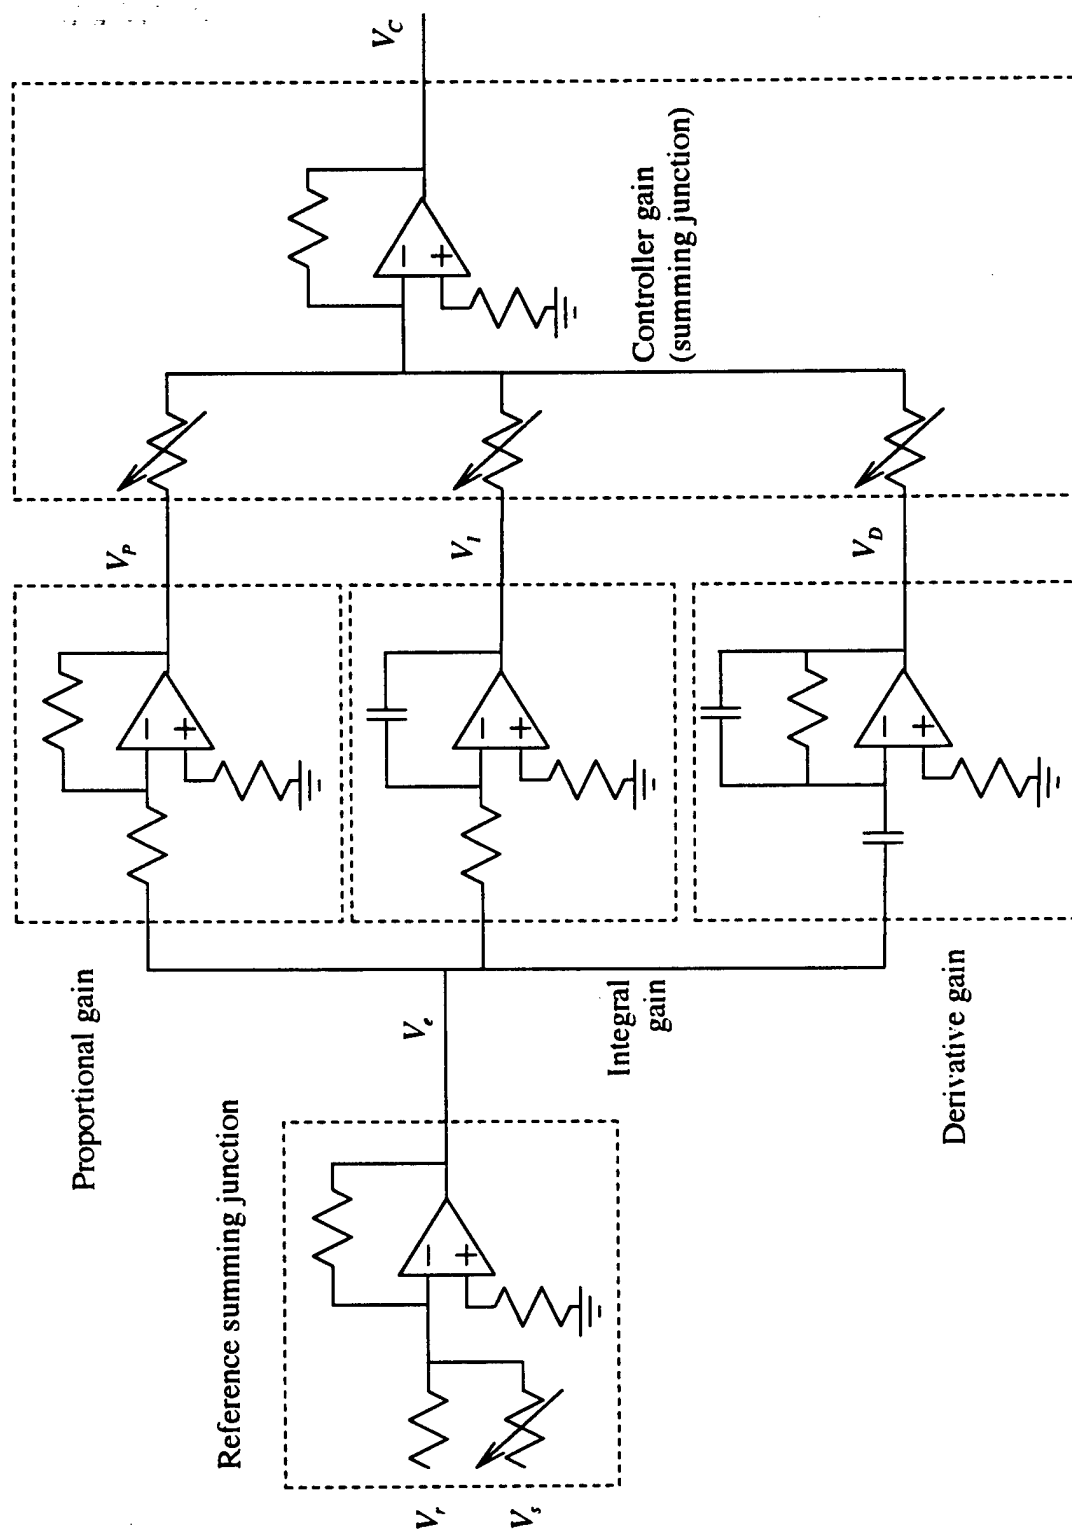 Reference summing junction
V_r
V_s
V_e
Proportional gain
Integral
gain
Derivative gain
V_P
V_I
V_D
Controller gain
(summing junction)
V_C
− +
− +
− +
− +
− +